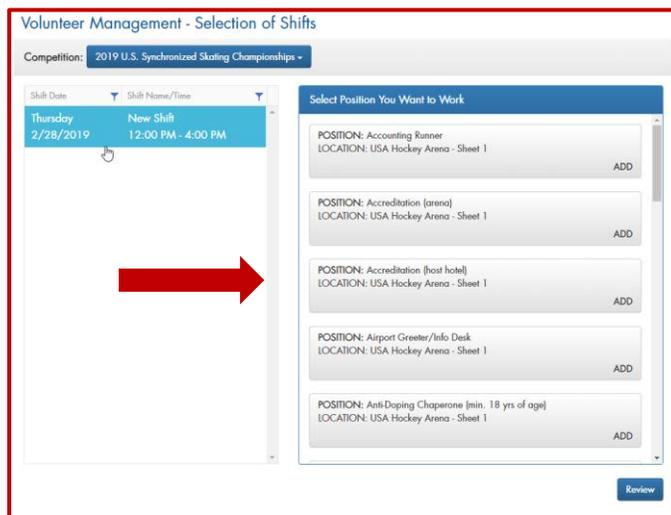 Volunteer Management - Selection of Shifts
Competition: 2019 U.S. Synchronized Skating Championships
Shift Date Shift Name/Time
Thursday New Shift
2/28/2019 12:00 PM - 4:00 PM
Select Position You Want to Work
POSITION: Accounting Runner
LOCATION: USA Hockey Arena - Sheet 1
ADD
POSITION: Accreditation (arena)
LOCATION: USA Hockey Arena - Sheet 1
ADD
POSITION: Accreditation (host hotel)
LOCATION: USA Hockey Arena - Sheet 1
ADD
POSITION: Airport Greeter/Info Desk
LOCATION: USA Hockey Arena - Sheet 1
ADD
POSITION: Anti-Doping Chaperone (min. 18 yrs of age)
LOCATION: USA Hockey Arena - Sheet 1
ADD
Review